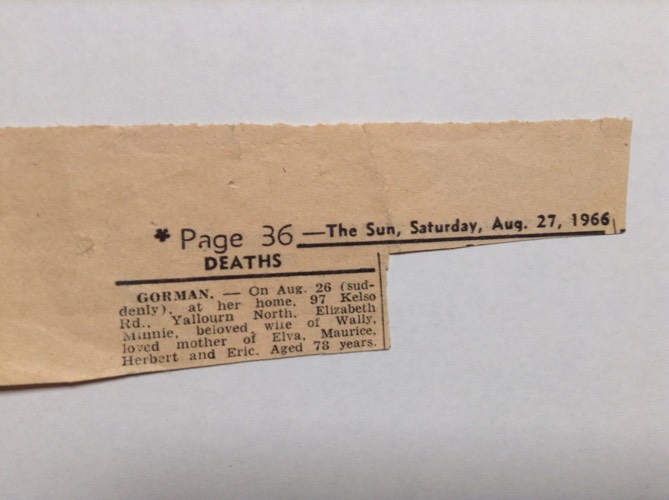 * Page 36 —The Sun, Saturday, Aug. 27, 1966
DEATHS
GORMAN. — On Aug. 26 (sud-
denly), at her home, 97 Kelso
Rd., Yallourn North, Elizabeth
Minnie, beloved wife of Wally,
loved mother of Elva, Maurice,
Herbert and Eric. Aged 78 years.